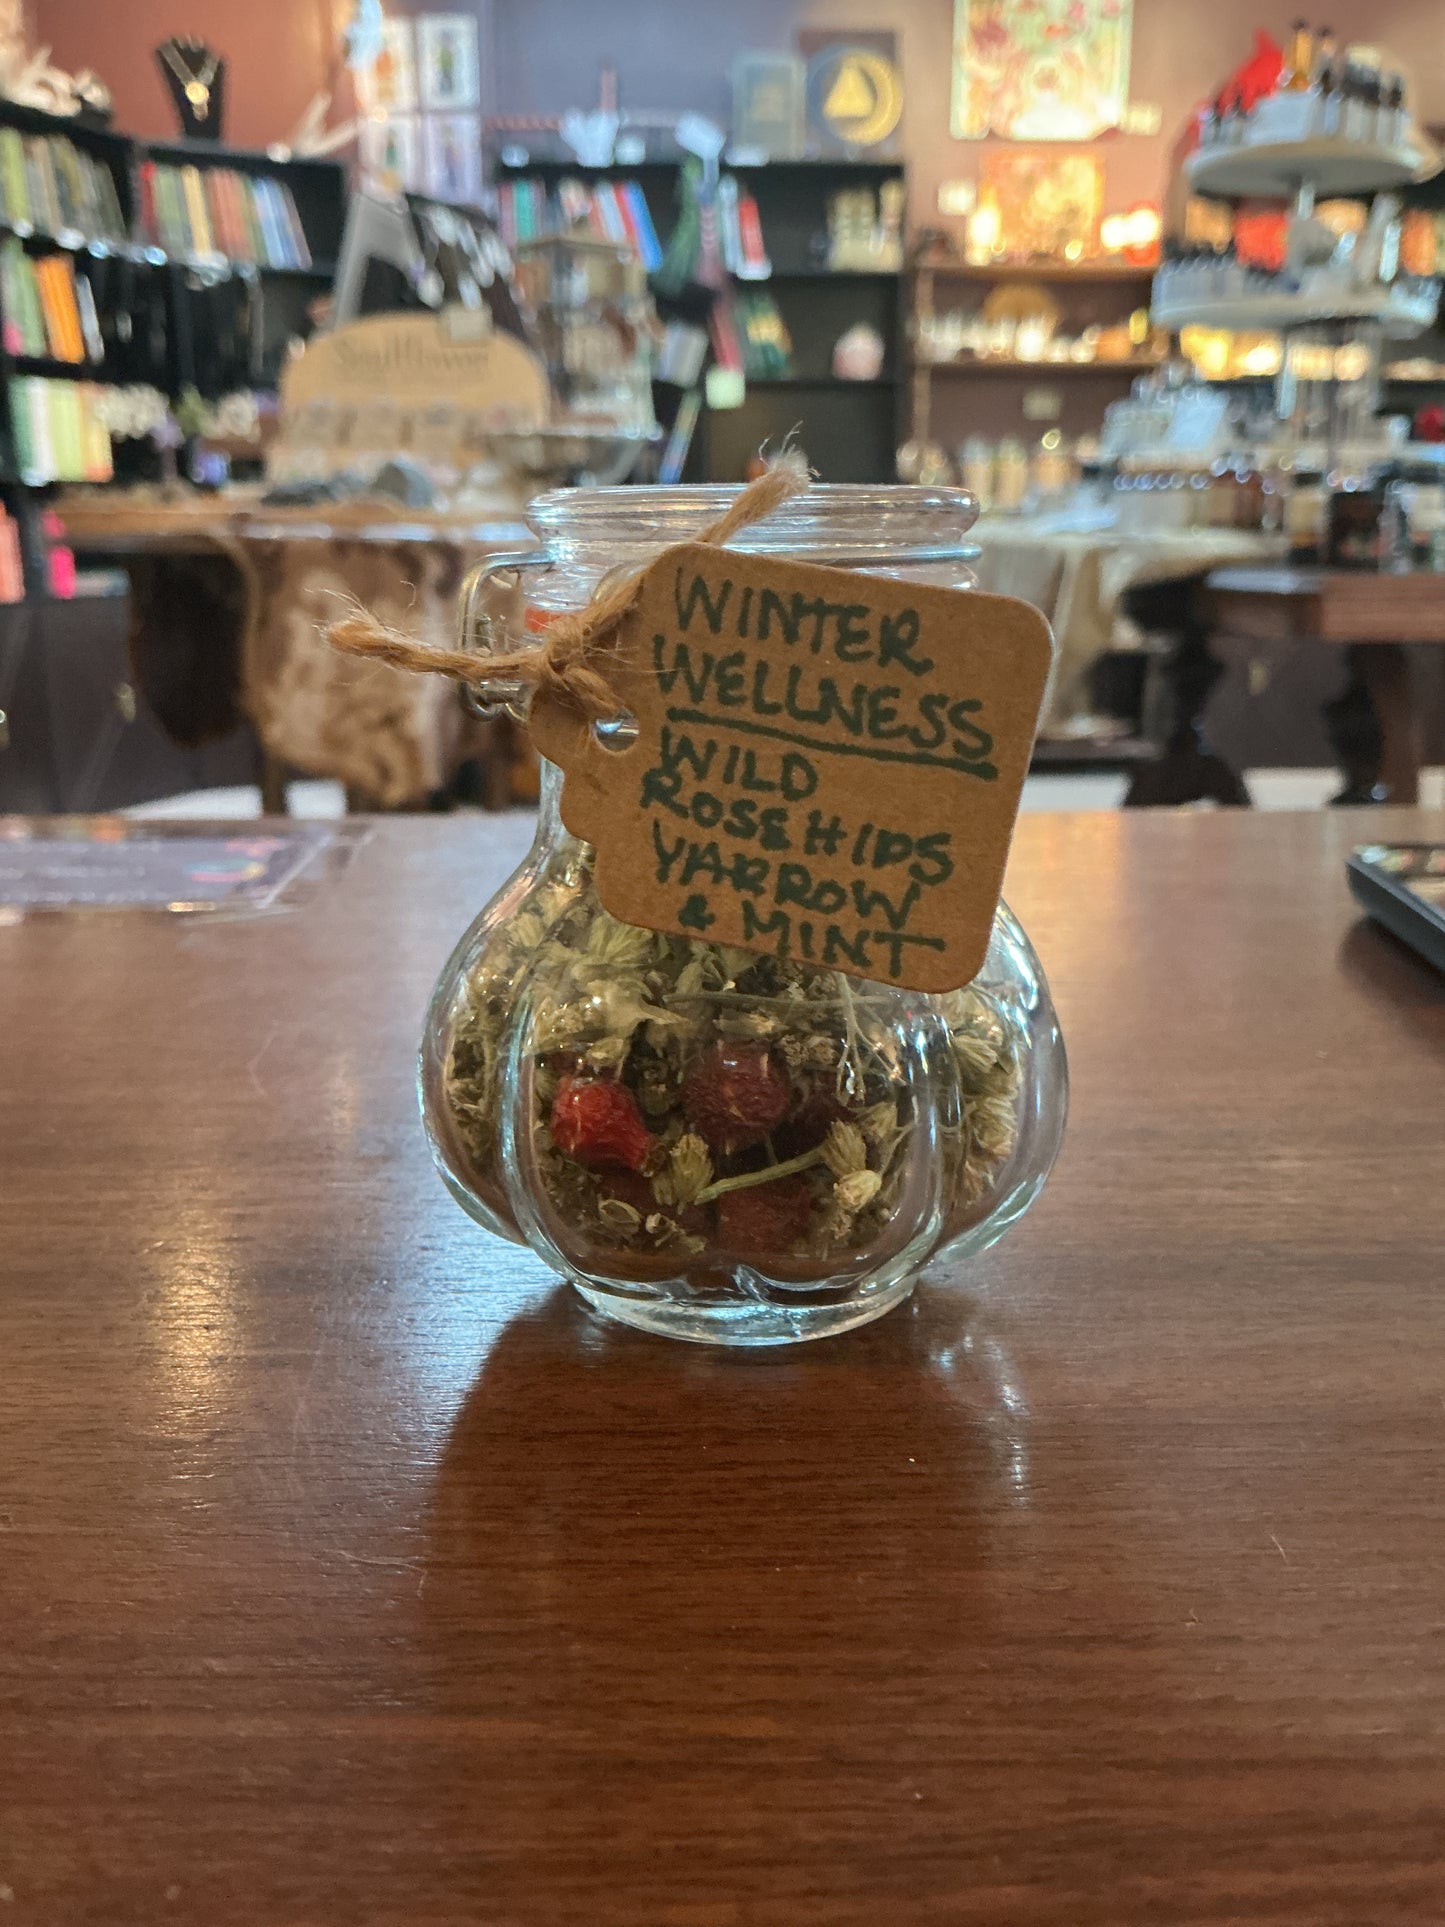 WINTER
WELLNESS
WILD
ROSEHIPS
YARROW
& MINT